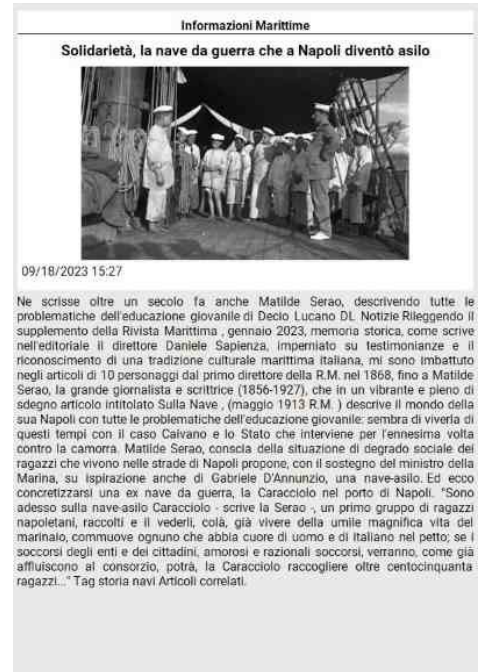 Informazioni Marittime
Solidarietà, la nave da guerra che a Napoli diventò asilo
09/18/2023 15:27
Ne scrisse oltre un secolo fa anche Matilde Serao, descrivendo tutte le
problematiche dell'educazione giovanile di Decio Lucano DL Notizie Rileggendo il
supplemento della Rivista Marittima , gennaio 2023, memoria storica, come scrive
nell'editoriale il direttore Daniele Sapienza, imperniato su testimonianze e il
riconoscimento di una tradizione culturale marittima italiana, mi sono imbattuto
negli articoli di 10 personaggi dal primo direttore della R.M. nel 1868, fino a Matilde
Serao, la grande giornalista e scrittrice (1856-1927), che in un vibrante e pieno di
sdegno articolo intitolato Sulla Nave , (maggio 1913 R.M. ) descrive il mondo della
sua Napoli con tutte le problematiche dell'educazione giovanile: sembra di viverla di
questi tempi con il caso Caivano e lo Stato che interviene per l'ennesima volta
contro la camorra. Matilde Serao, conscia della situazione di degrado sociale dei
ragazzi che vivono nelle strade di Napoli propone, con il sostegno del ministro della
Marina, su ispirazione anche di Gabriele D'Annunzio, una nave-asilo. Ed ecco
concretizzarsi una ex nave da guerra, la Caracciolo nel porto di Napoli. "Sono
adesso sulla nave-asilo Caracciolo - scrive la Serao -, un primo gruppo di ragazzi
napoletani, raccolti e il vederli, colà, già vivere della umile magnifica vita del
marinaio, commuove ognuno che abbia cuore di uomo e di italiano nel petto; se i
soccorsi degli enti e dei cittadini, amorosi e razionali soccorsi, verranno, come già
affluiscono al consorzio, potrà, la Caracciolo raccogliere oltre centocinquanta
ragazzi..." Tag storia navi Articoli correlati.